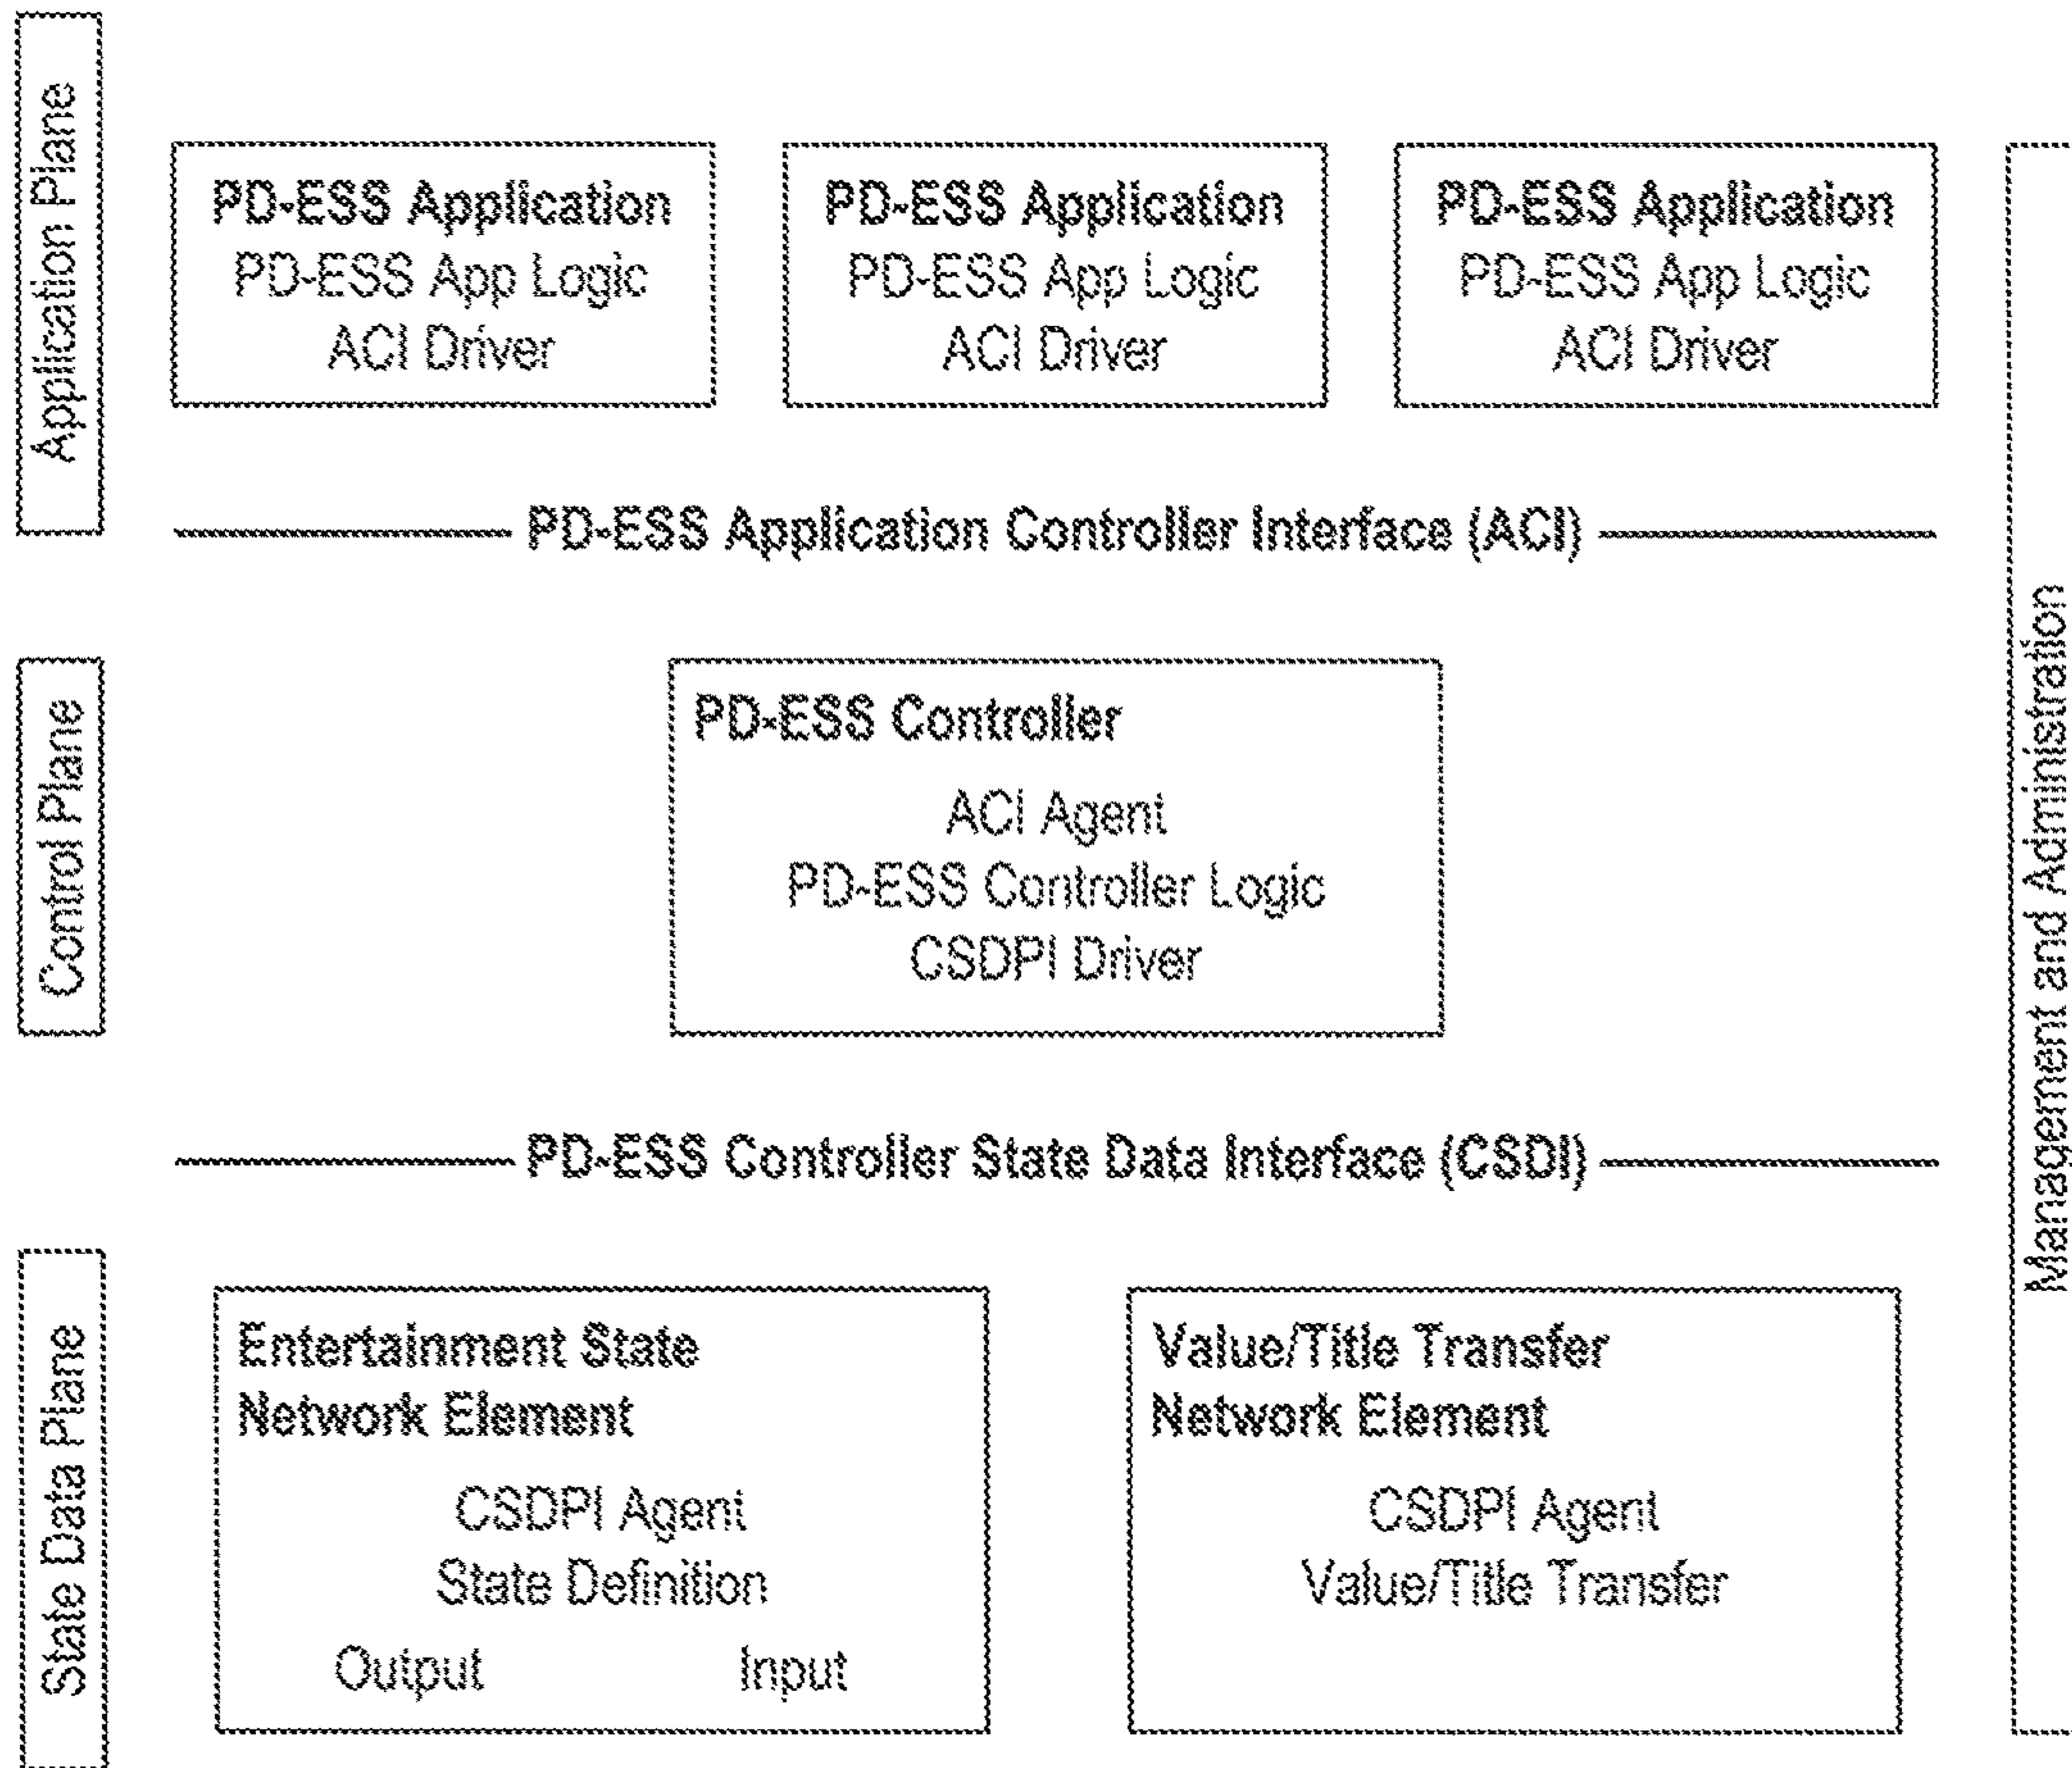 Application Plane
PD-ESS Application
PD-ESS App Logic
ACI Driver
PD-ESS Application
PD-ESS App Logic
ACI Driver
PD-ESS Application
PD-ESS App Logic
ACI Driver
PD-ESS Application Controller Interface (ACI)
Control Plane
PD-ESS Controller
ACI Agent
PD-ESS Controller Logic
CSDPI Driver
PD-ESS Controller State Data Interface (CSDI)
State Data Plane
Entertainment State
Network Element
CSDPI Agent
State Definition
Output
Input
Value/Title Transfer
Network Element
CSDPI Agent
Value/Title Transfer
Management and Administration